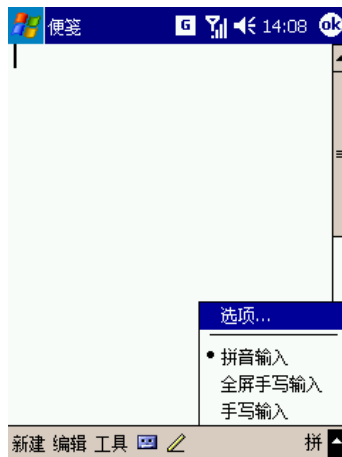 便笺 G 14:08 ok
选项...
拼音输入
全屏手写输入
手写输入
新建 编辑 工具 拼